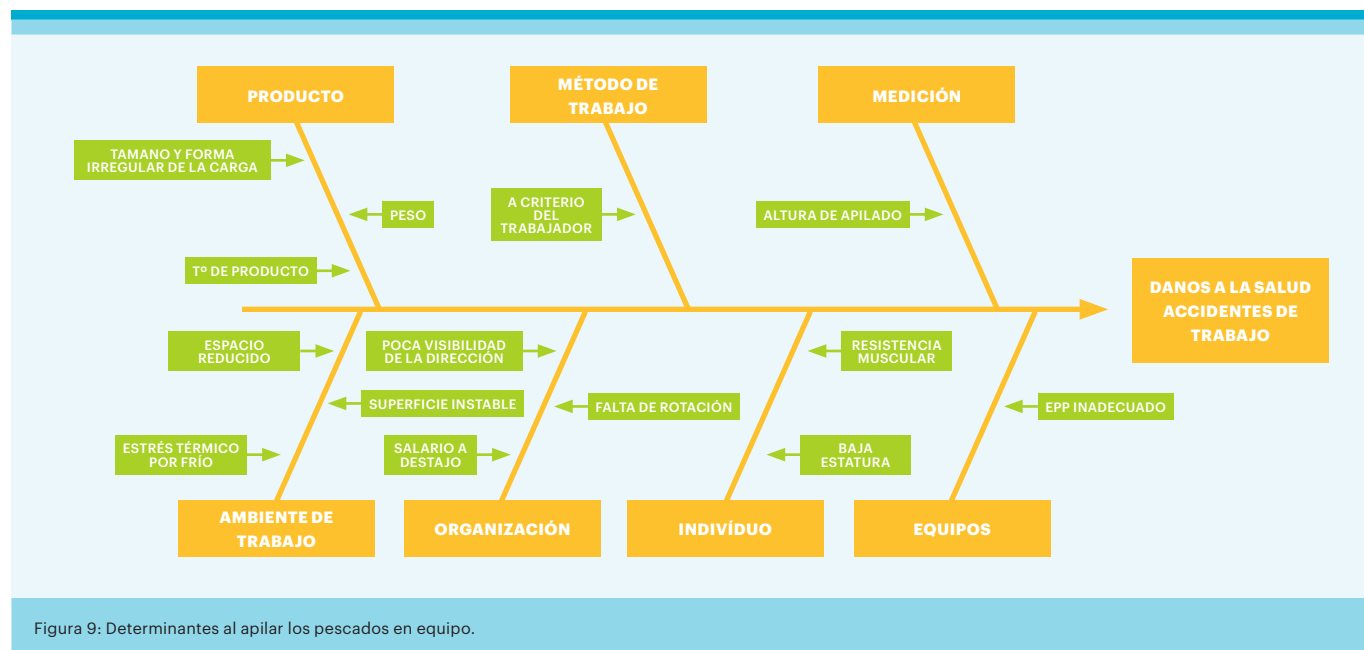 PRODUCTO
MÉTODO DE
TRABAJO
MEDICIÓN
TAMANO Y FORMA
IRREGULAR DE LA CARGA
PESO
Tº DE PRODUCTO
A CRITERIO
DEL
TRABAJADOR
ALTURA DE APILADO
DANOS A LA SALUD
ACCIDENTES DE
TRABAJO
ESPACIO
REDUCIDO
SUPERFICIE INSTABLE
ESTRÉS TÉRMICO
POR FRÍO
POCA VISIBILIDAD
DE LA DIRECCIÓN
FALTA DE ROTACIÓN
SALARIO A
DESTAJO
RESISTENCIA
MUSCULAR
BAJA
ESTATURA
EPP INADECUADO
AMBIENTE DE
TRABAJO
ORGANIZACIÓN
INDIVÍDUO
EQUIPOS
Figura 9: Determinantes al apilar los pescados en equipo.